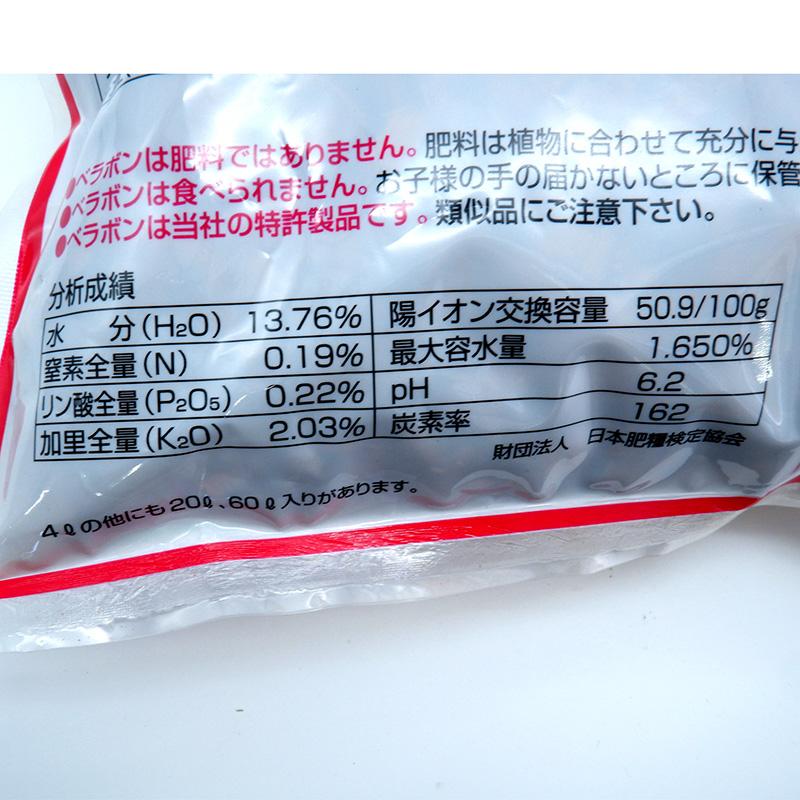 ●ベラボンは肥料ではありません。肥料は植物に合わせて充分に与
●ベラボンは食べられません。お子様の手の届かないところに保管
●ベラボンは当社の特許製品です。類似品にご注意下さい。
分析成績
水 分(H2O) 13.76% 陽イオン交換容量 50.9/100g
窒素全量(N) 0.19% 最大容水量 1.650%
リン酸全量(P2O5) 0.22% pH 6.2
加里全量(K2O) 2.03% 炭素率 162
財団法人 日本肥糧検定協会
4ℓの他にも20ℓ、60ℓ入りがあります。